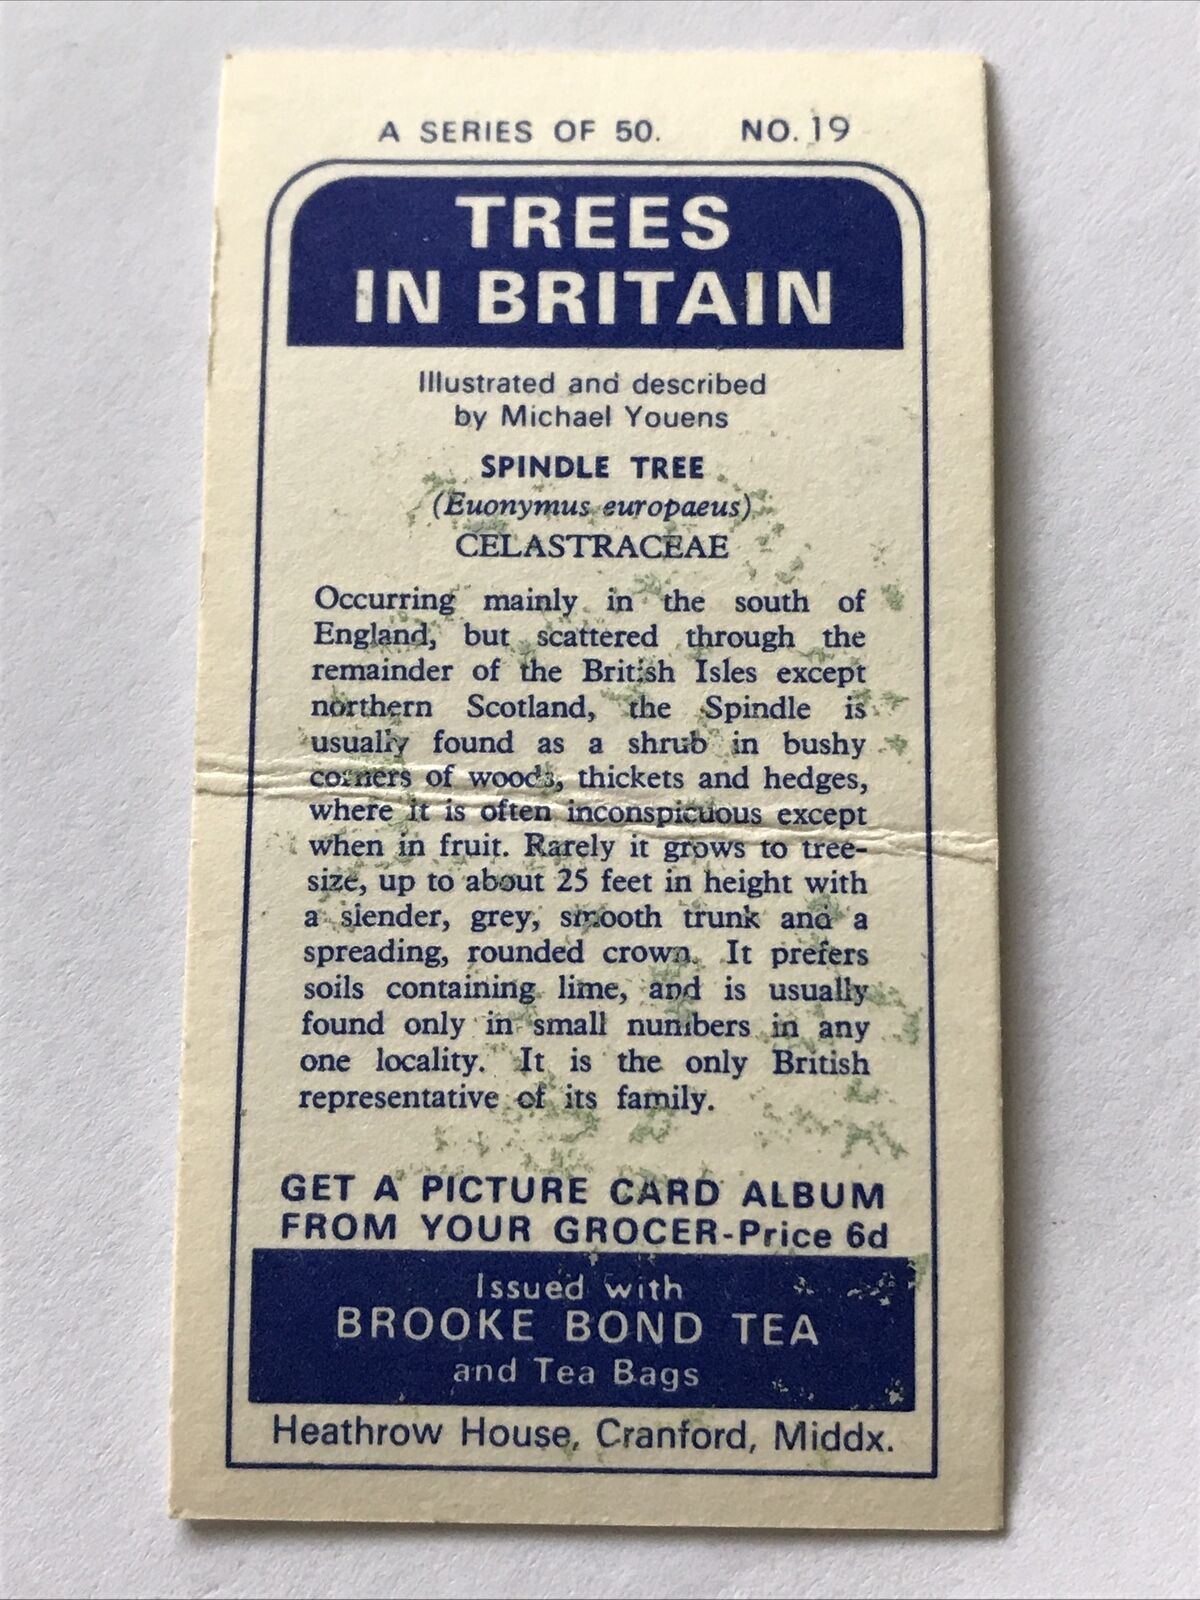 A SERIES OF 50. NO. 19
TREES
IN BRITAIN
Illustrated and described
by Michael Youens
SPINDLE TREE
(Euonymus europaeus)
CELASTRACEAE
Occurring mainly in the south of
England, but scattered through the
remainder of the British Isles except
northern Scotland, the Spindle is
usually found as a shrub in bushy
corners of woods, thickets and hedges,
where it is often inconspicuous except
when in fruit. Rarely it grows to tree-
size, up to about 25 feet in height with
a slender, grey, smooth trunk and a
spreading, rounded crown. It prefers
soils containing lime, and is usually
found only in small numbers in any
one locality. It is the only British
representative of its family.
GET A PICTURE CARD ALBUM
FROM YOUR GROCER-Price 6d
Issued with
BROOKE BOND TEA
and Tea Bags
Heathrow House, Cranford, Middx.